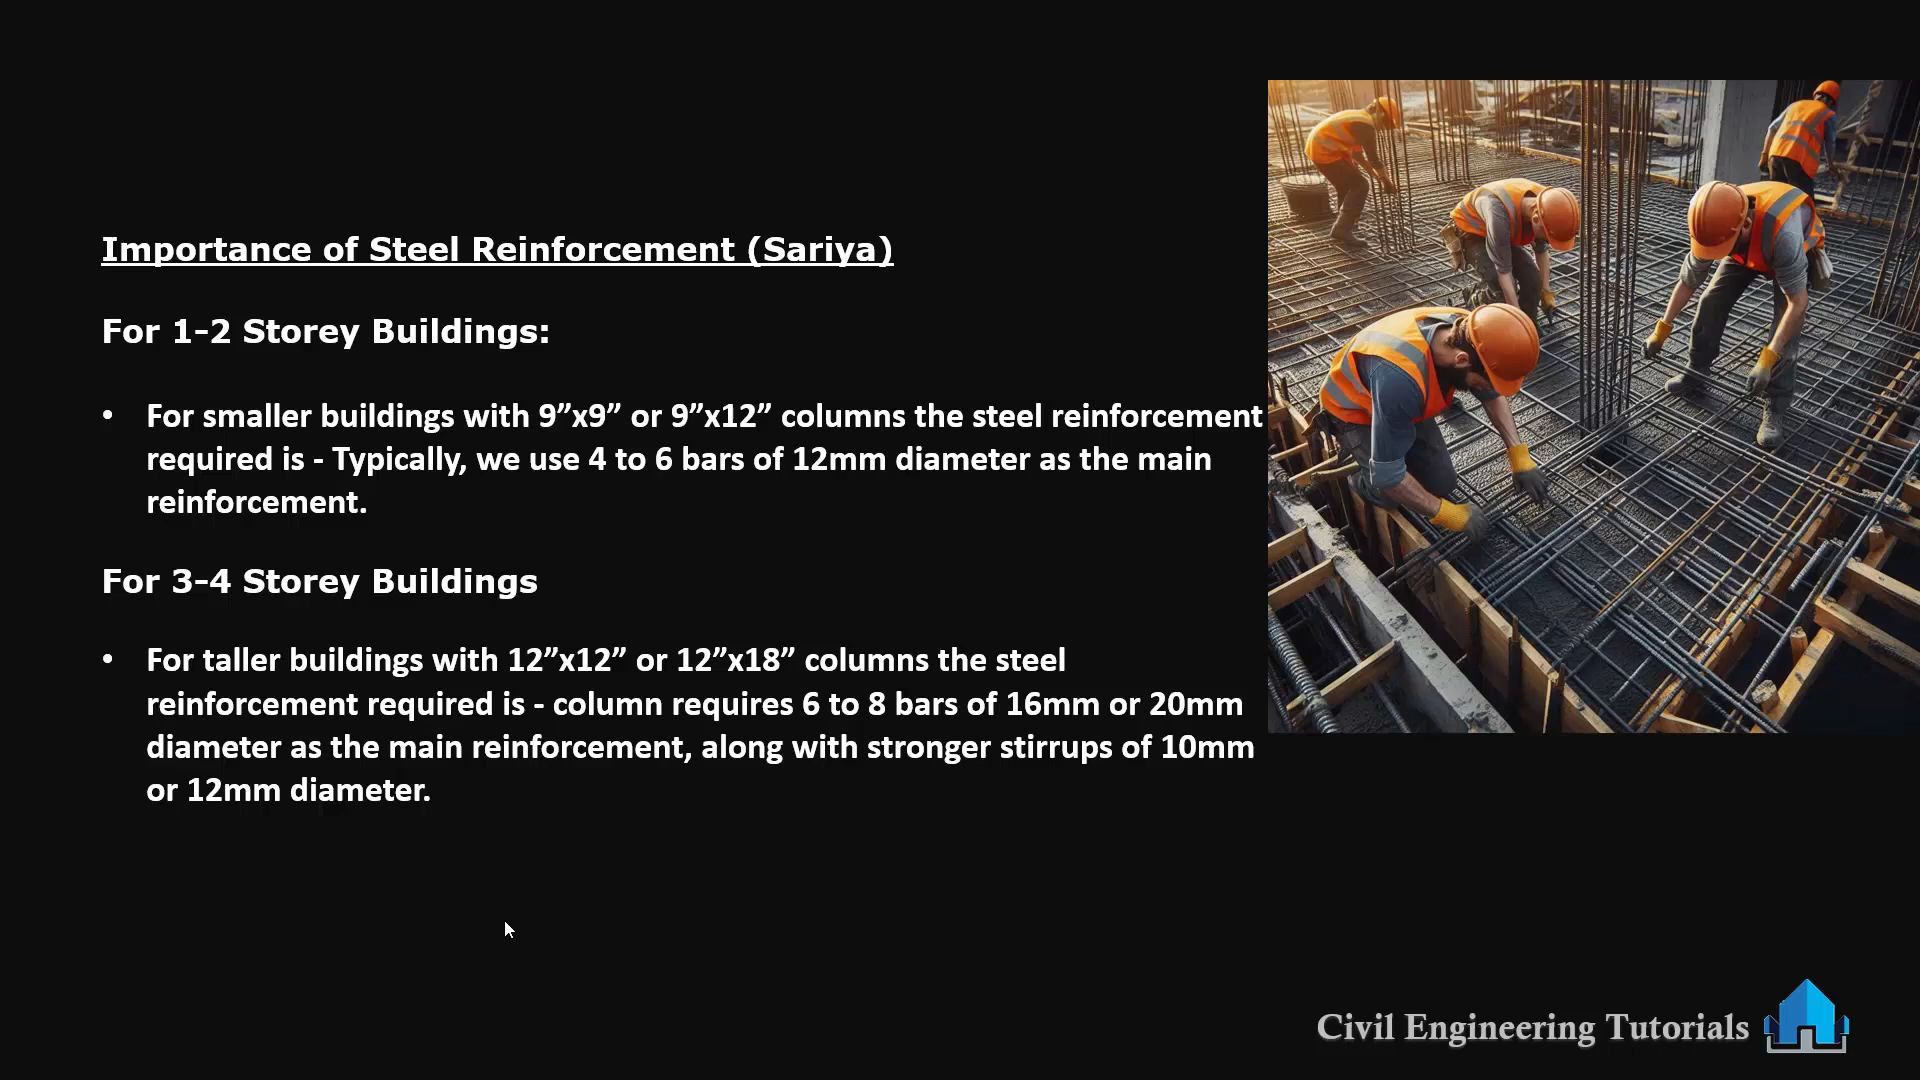 Importance of Steel Reinforcement (Sariya)
For 1-2 Storey Buildings:
• For smaller buildings with 9”x9” or 9”x12” columns the steel reinforcement
required is - Typically, we use 4 to 6 bars of 12mm diameter as the main
reinforcement.
For 3-4 Storey Buildings
• For taller buildings with 12”x12” or 12”x18” columns the steel
reinforcement required is - column requires 6 to 8 bars of 16mm or 20mm
diameter as the main reinforcement, along with stronger stirrups of 10mm
or 12mm diameter.
Civil Engineering Tutorials